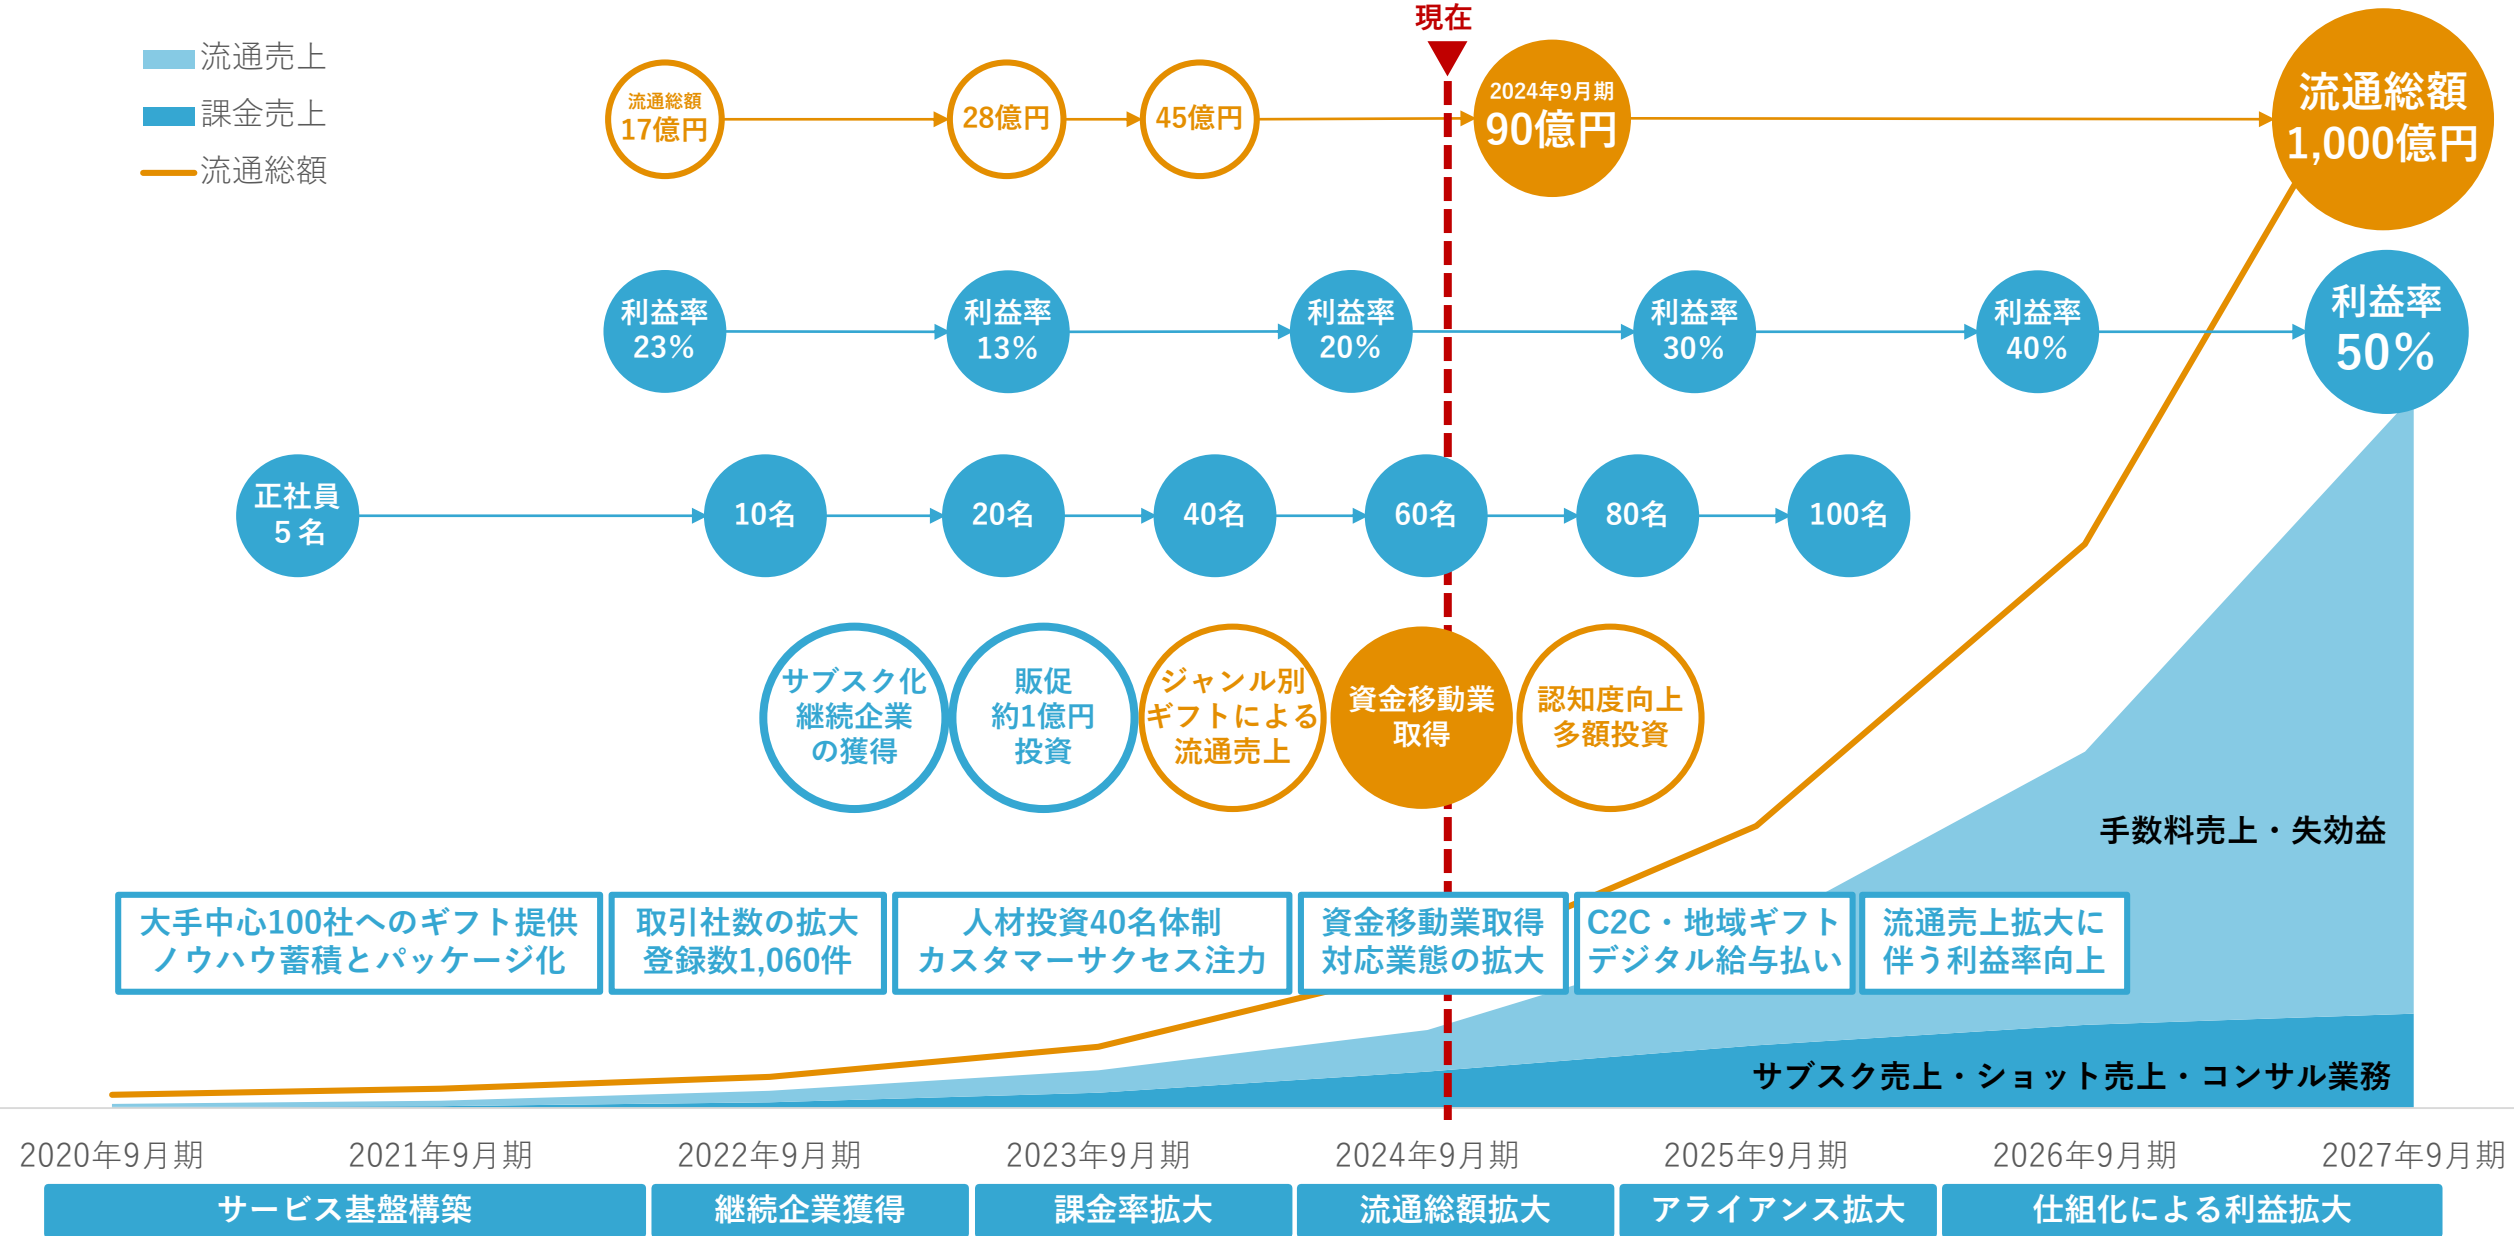 現在
流通売上
課金売上
流通総額
流通総額
17億円
28億円
45億円
2024年9月期
90億円
流通総額
1,000億円
利益率
23%
利益率
13%
利益率
20%
利益率
30%
利益率
40%
利益率
50%
正社員
5 名
10名
20名
40名
60名
80名
100名
サブスク化
継続企業
の獲得
販促
約1億円
投資
ジャンル別
ギフトによる
流通売上
資金移動業
取得
認知度向上
多額投資
手数料売上・失効益
大手中心100社へのギフト提供
ノウハウ蓄積とパッケージ化
取引社数の拡大
登録数1,060件
人材投資40名体制
カスタマーサクセス注力
資金移動業取得
対応業態の拡大
C2C・地域ギフト
デジタル給与払い
流通売上拡大に
伴う利益率向上
サブスク売上・ショット売上・コンサル業務
2020年9月期
2021年9月期
2022年9月期
2023年9月期
2024年9月期
2025年9月期
2026年9月期
2027年9月期
サービス基盤構築
継続企業獲得
課金率拡大
流通総額拡大
アライアンス拡大
仕組化による利益拡大